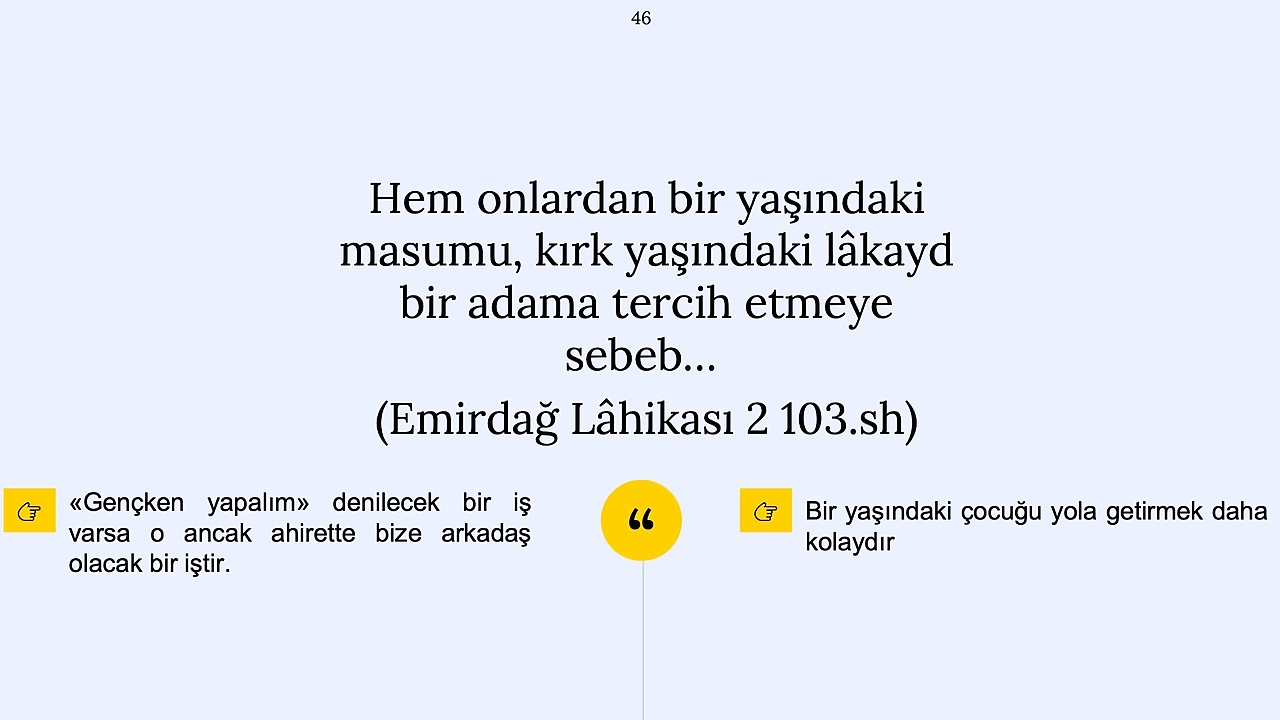 46
Hem onlardan bir yaşındaki
masumu, kırk yaşındaki lâkayd
bir adama tercih etmeye
sebeb...
(Emirdağ Lâhikası 2 103.sh)
«Gençken yapalım» denilecek bir iş
varsa o ancak ahirette bize arkadaş
olacak bir iştir.
“
Bir yaşındaki çocuğu yola getirmek daha
kolaydır